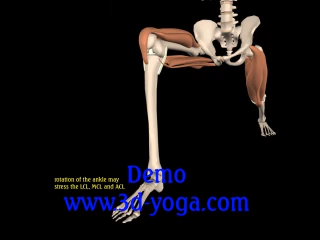 rotation of the ankle may
stress the LCL, MCL and ACL
Demo
www.3d-yoga.com